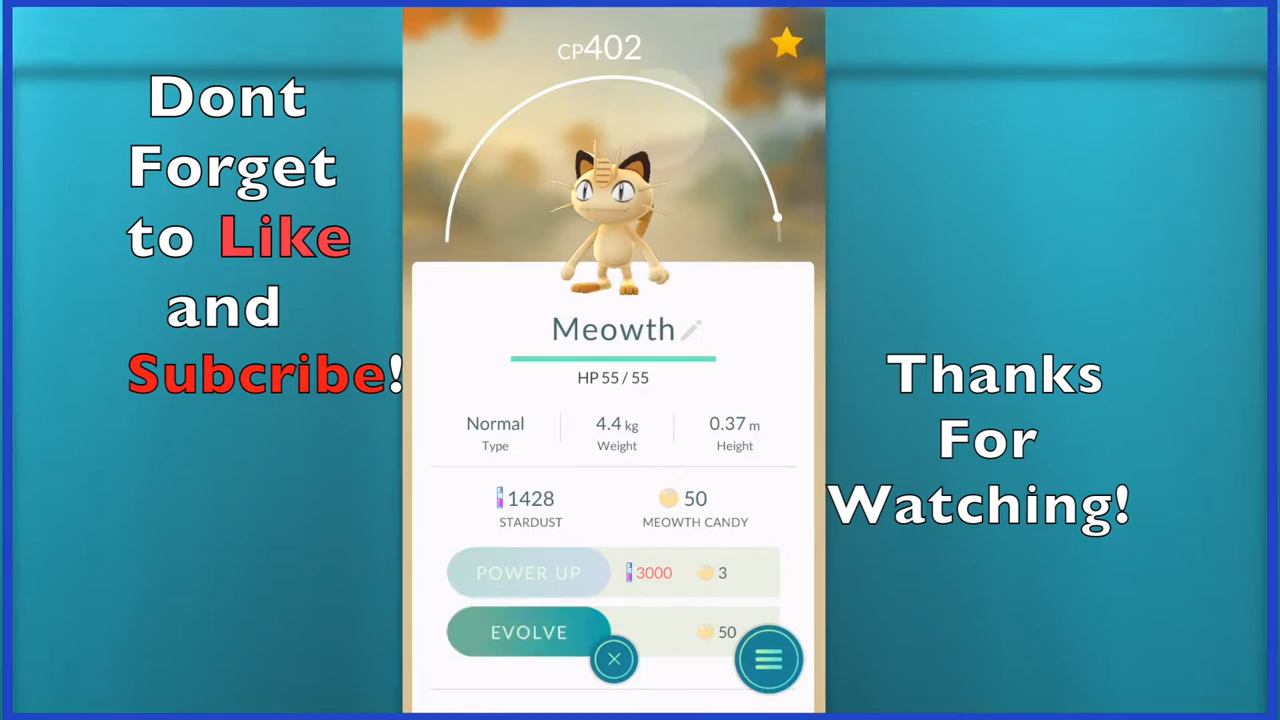 Dont
Forget
to Like
and
Subcribe!
CP402
Meowth
HP 55 / 55
Normal
Type
4.4 kg
Weight
0.37 m
Height
1428
STARDUST
50
MEOWTH CANDY
POWER UP 3000 3
EVOLVE 50
Thanks
For
Watching!